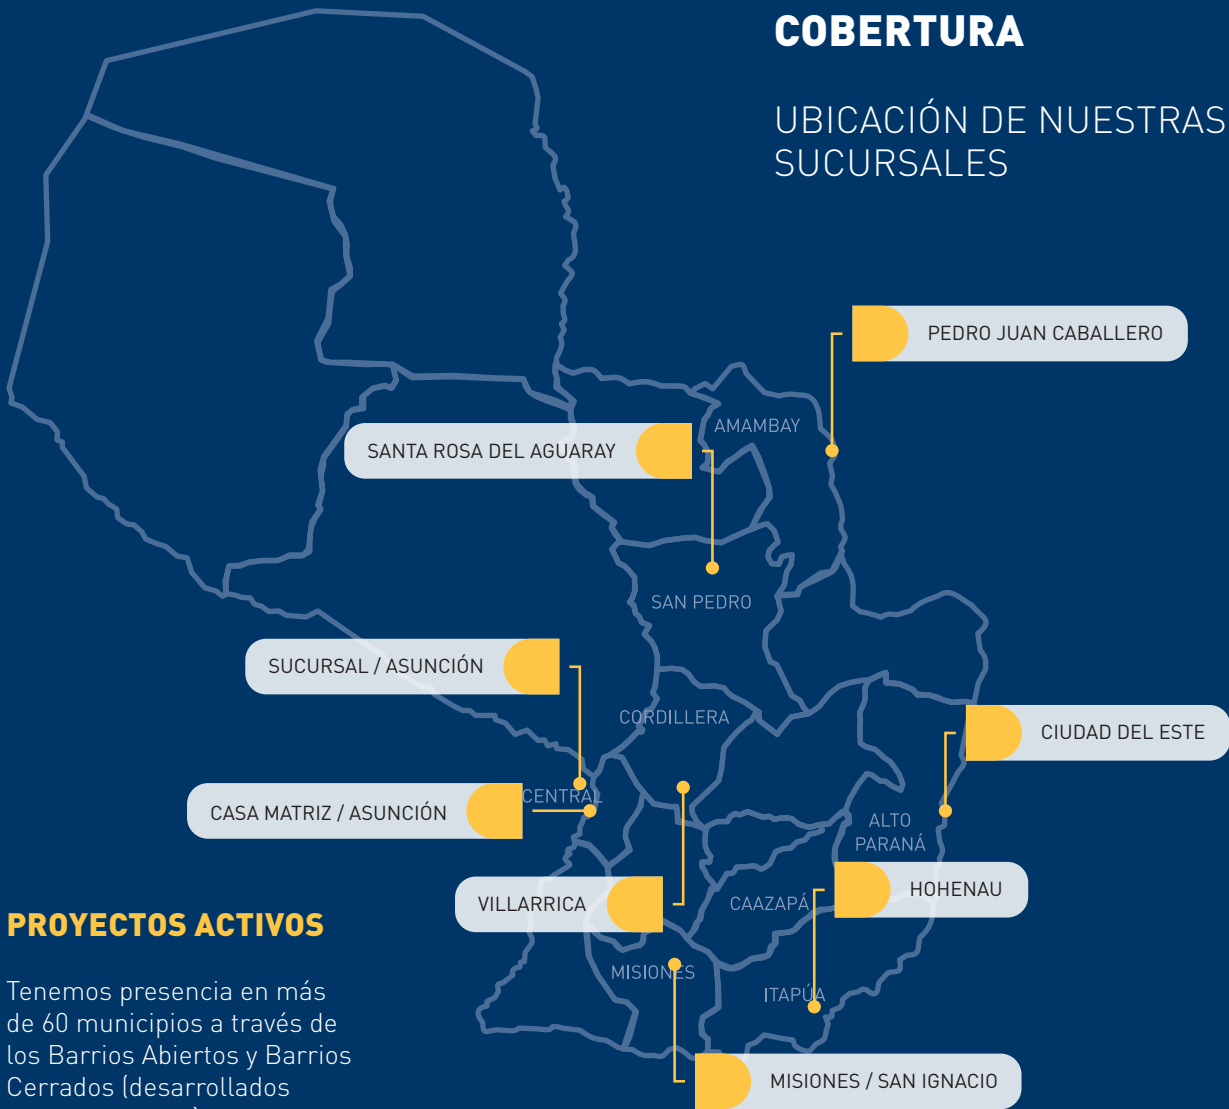 COBERTURA
UBICACIÓN DE NUESTRAS
SUCURSALES
PEDRO JUAN CABALLERO
AMAMBAY
SANTA ROSA DEL AGUARAY
SAN PEDRO
SUCURSAL / ASUNCIÓN
CORDILLERA
CIUDAD DEL ESTE
CENTRAL
CASA MATRIZ / ASUNCIÓN
ALTO
PARANÁ
HOHENAU
VILLARRICA
CAAZAPÁ
PROYECTOS ACTIVOS
MISIONES
ITAPÚA
Tenemos presencia en más
de 60 municipios a través de
los Barrios Abiertos y Barrios
Cerrados (desarrollados
MISIONES / SAN IGNACIO